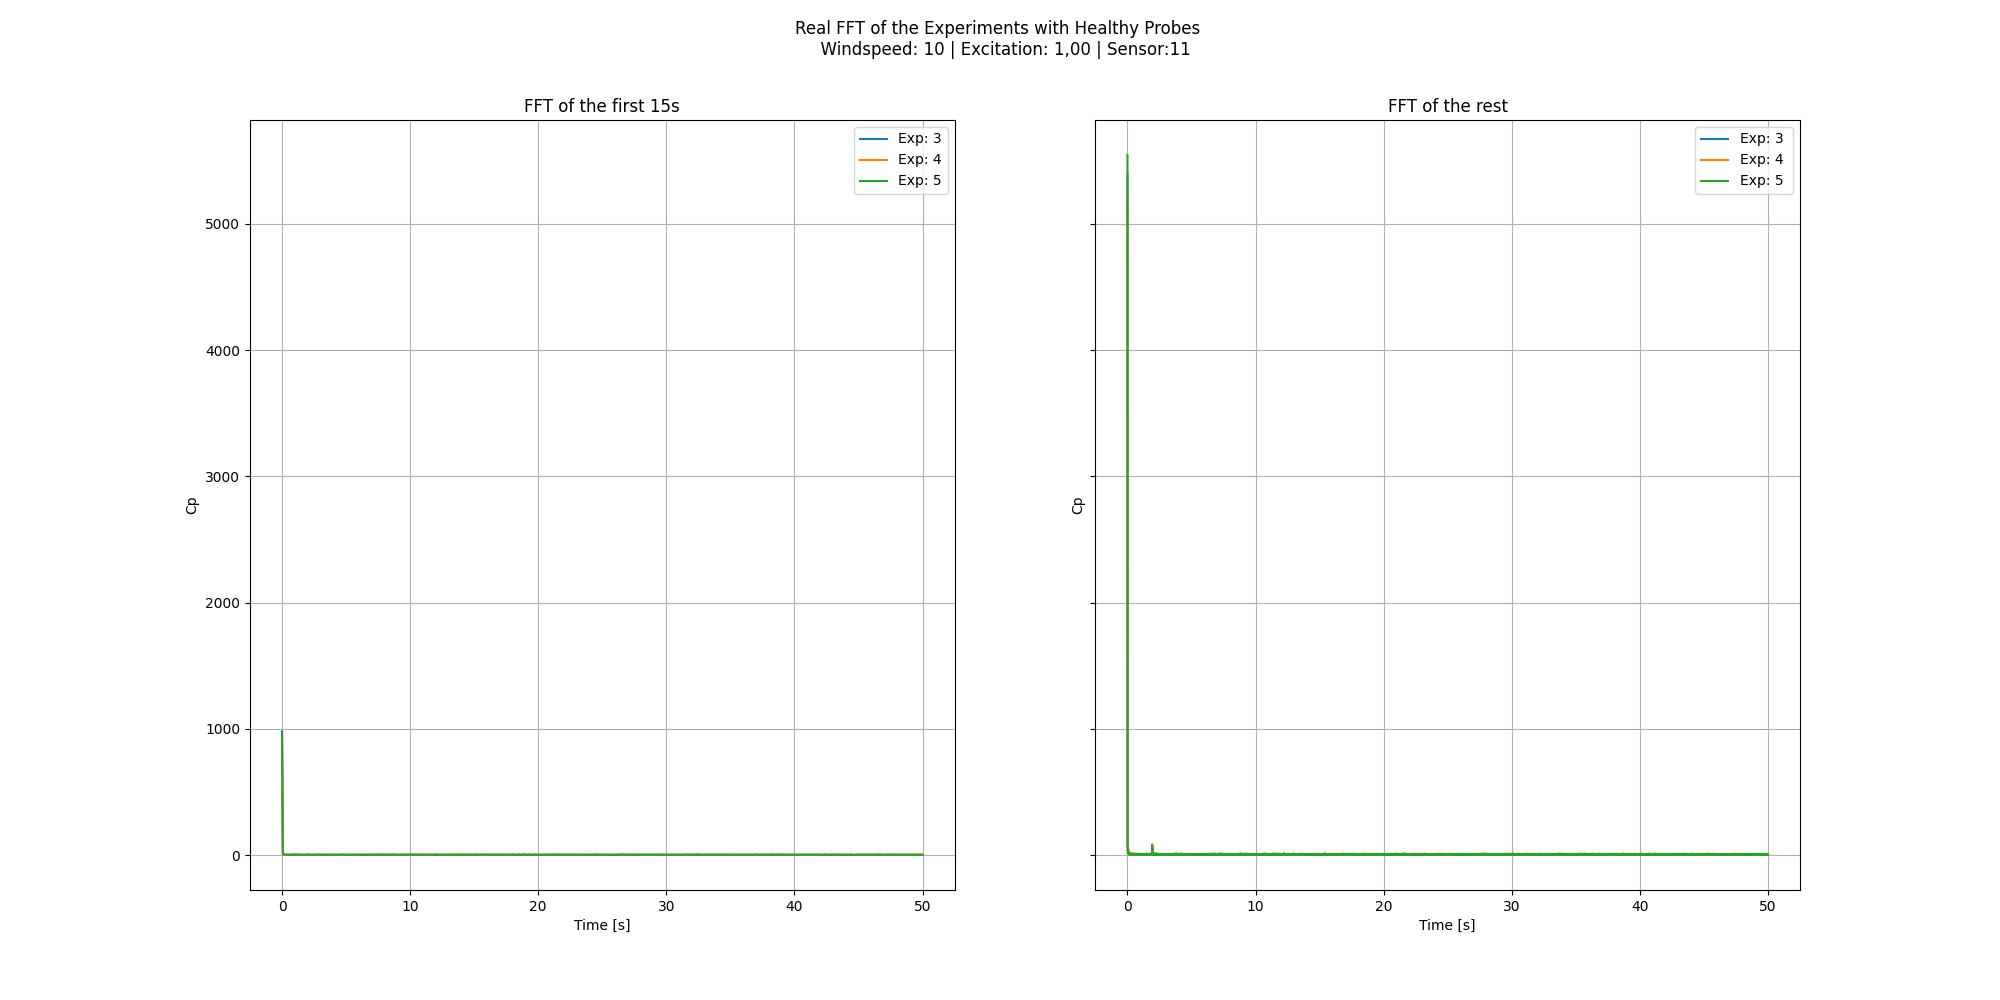 Real FFT of the Experiments with Healthy Probes
Windspeed: 10 | Excitation: 1,00 | Sensor:11
FFT of the first 15s
Exp: 3
Exp: 4
Exp: 5
5000
4000
3000
2000
1000
0
Cp
0 10 20 30 40 50
Time [s]
FFT of the rest
Exp: 3
Exp: 4
Exp: 5
Cp
0 10 20 30 40 50
Time [s]